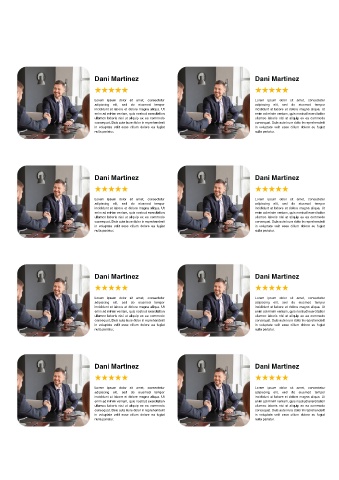 Dani Martinez
Lorem ipsum dolor sit amet, consectetur
adipiscing elit, sed do eiusmod tempor
incididunt ut labore et dolore magna aliqua. Ut
enim ad minim veniam, quis nostrud exercitation
ullamco laboris nisi ut aliquip ex ea commodo
consequat. Duis aute irure dolor in reprehenderit
in voluptate velit esse cillum dolore eu fugiat
nulla pariatur.
Dani Martinez
Lorem ipsum dolor sit amet, consectetur
adipiscing elit, sed do eiusmod tempor
incididunt ut labore et dolore magna aliqua. Ut
enim ad minim veniam, quis nostrud exercitation
ullamco laboris nisi ut aliquip ex ea commodo
consequat. Duis aute irure dolor in reprehenderit
in voluptate velit esse cillum dolore eu fugiat
nulla pariatur.
Dani Martinez
Lorem ipsum dolor sit amet, consectetur
adipiscing elit, sed do eiusmod tempor
incididunt ut labore et dolore magna aliqua. Ut
enim ad minim veniam, quis nostrud exercitation
ullamco laboris nisi ut aliquip ex ea commodo
consequat. Duis aute irure dolor in reprehenderit
in voluptate velit esse cillum dolore eu fugiat
nulla pariatur.
Dani Martinez
Lorem ipsum dolor sit amet, consectetur
adipiscing elit, sed do eiusmod tempor
incididunt ut labore et dolore magna aliqua. Ut
enim ad minim veniam, quis nostrud exercitation
ullamco laboris nisi ut aliquip ex ea commodo
consequat. Duis aute irure dolor in reprehenderit
in voluptate velit esse cillum dolore eu fugiat
nulla pariatur.
Dani Martinez
Lorem ipsum dolor sit amet, consectetur
adipiscing elit, sed do eiusmod tempor
incididunt ut labore et dolore magna aliqua. Ut
enim ad minim veniam, quis nostrud exercitation
ullamco laboris nisi ut aliquip ex ea commodo
consequat. Duis aute irure dolor in reprehenderit
in voluptate velit esse cillum dolore eu fugiat
nulla pariatur.
Dani Martinez
Lorem ipsum dolor sit amet, consectetur
adipiscing elit, sed do eiusmod tempor
incididunt ut labore et dolore magna aliqua. Ut
enim ad minim veniam, quis nostrud exercitation
ullamco laboris nisi ut aliquip ex ea commodo
consequat. Duis aute irure dolor in reprehenderit
in voluptate velit esse cillum dolore eu fugiat
nulla pariatur.
Dani Martinez
Lorem ipsum dolor sit amet, consectetur
adipiscing elit, sed do eiusmod tempor
incididunt ut labore et dolore magna aliqua. Ut
enim ad minim veniam, quis nostrud exercitation
ullamco laboris nisi ut aliquip ex ea commodo
consequat. Duis aute irure dolor in reprehenderit
in voluptate velit esse cillum dolore eu fugiat
nulla pariatur.
Dani Martinez
Lorem ipsum dolor sit amet, consectetur
adipiscing elit, sed do eiusmod tempor
incididunt ut labore et dolore magna aliqua. Ut
enim ad minim veniam, quis nostrud exercitation
ullamco laboris nisi ut aliquip ex ea commodo
consequat. Duis aute irure dolor in reprehenderit
in voluptate velit esse cillum dolore eu fugiat
nulla pariatur.